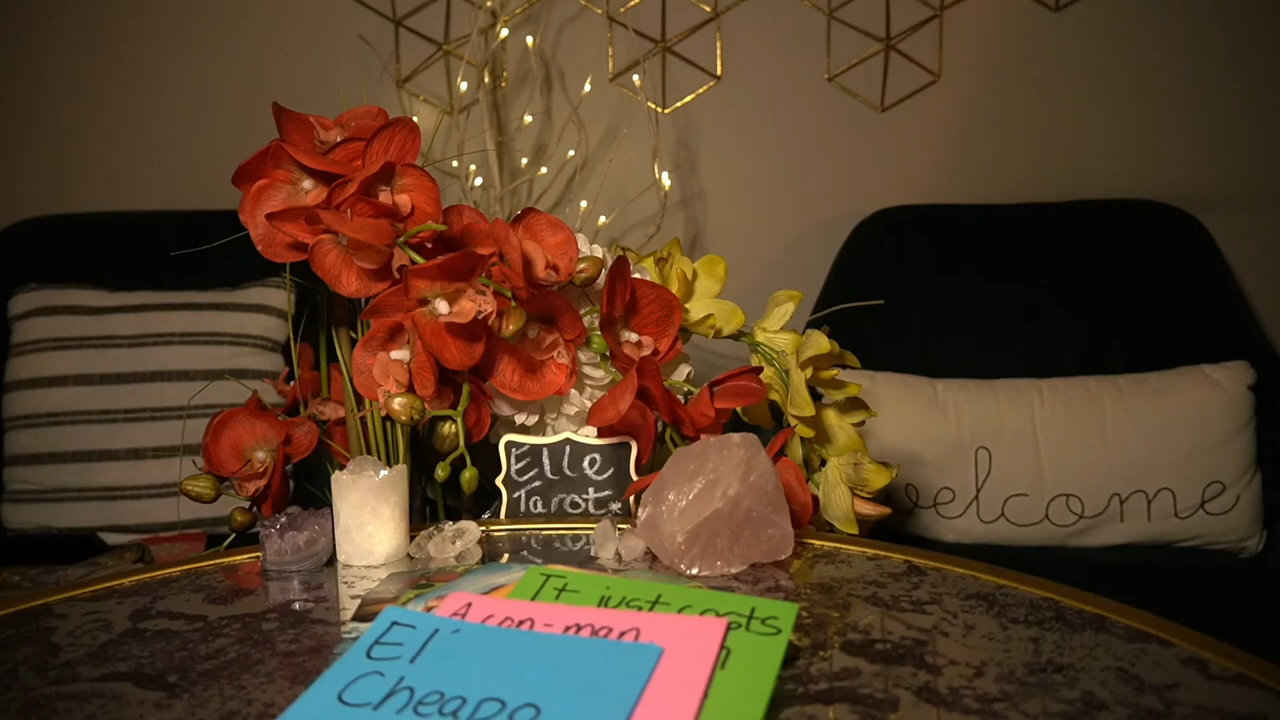 Elle
Tarot
welcome
It just costs
A con-man
El
Cheapo